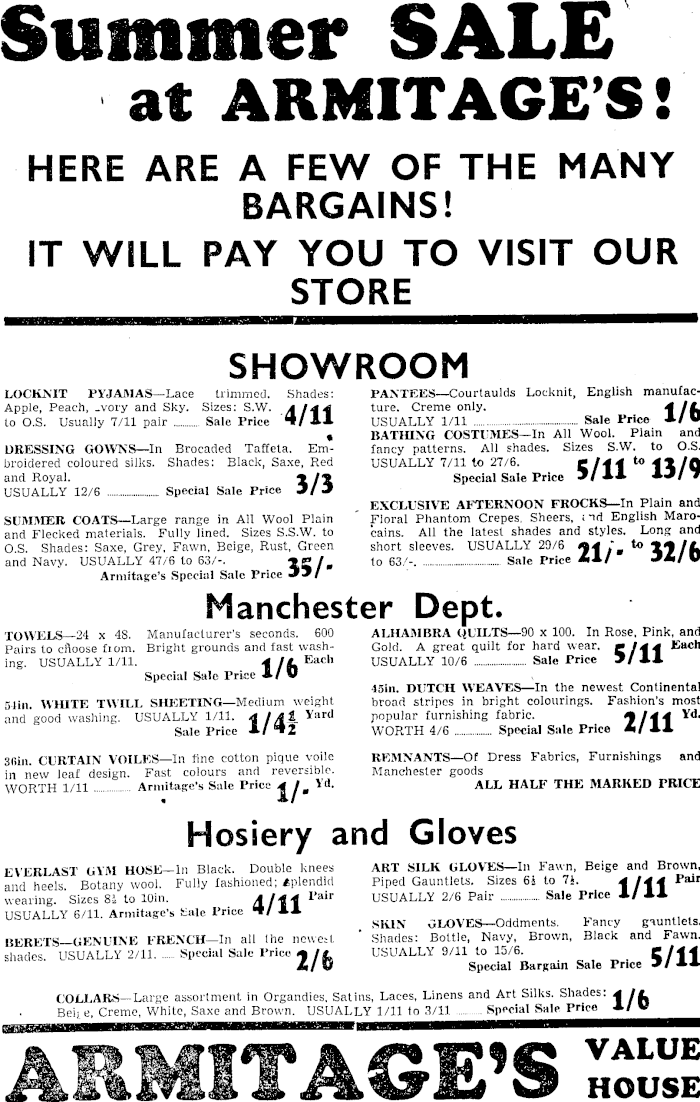 Summer SALE
at ARMITAGE'S!
HERE ARE A FEW OF THE MANY
BARGAINS!
IT WILL PAY YOU TO VISIT OUR
STORE
SHOWROOM
LOCKNIT PYJAMAS—Lace trimmed. Shades:
Apple, Peach, Ivory and Sky. Sizes: S.W.
to O.S. Usually 7/11 pair ........ Sale Price 4/11
DRESSING GOWNS—In Brocaded Taffeta. Em-
broidered coloured silks. Shades: Black, Saxe, Red
and Royal.
USUALLY 12/6 ........ Special Sale Price 3/3
SUMMER COATS—Large range in All Wool Plain
and Flecked materials. Fully lined. Sizes S.S.W. to
O.S. Shades: Saxe, Grey, Fawn, Beige, Rust, Green
and Navy. USUALLY 47/6 to 63/-.
Armitage's Special Sale Price 35/-
PANTEES—Courtaulds Locknit, English manufac-
ture. Creme only.
USUALLY 1/11 ........ Sale Price 1/6
BATHING COSTUMES—In All Wool. Plain and
fancy patterns. All shades. Sizes S.W. to O.S.
USUALLY 7/11 to 27/6.
Special Sale Price 5/11 to 13/9
EXCLUSIVE AFTERNOON FROCKS—In Plain and
Floral Phantom Crepes, Sheers, and English Maro-
cains. All the latest shades and styles. Long and
short sleeves. USUALLY 29/6
to 63/-. ........ Sale Price 21/- to 32/6
Manchester Dept.
TOWELS—24 x 48. Manufacturer's seconds. 600
Pairs to choose from. Bright grounds and fast wash-
ing. USUALLY 1/11.
Special Sale Price 1/6 Each
54in. WHITE TWILL SHEETING—Medium weight
and good washing. USUALLY 1/11.
Sale Price 1/4½ Yard
36in. CURTAIN VOILES—In fine cotton pique voile
in new leaf design. Fast colours and reversible.
WORTH 1/11 ........ Armitage's Sale Price 1/- Yd.
ALHAMBRA QUILTS—90 x 100. In Rose, Pink, and
Gold. A great quilt for hard wear.
USUALLY 10/6 ........ Sale Price 5/11 Each
45in. DUTCH WEAVES—In the newest Continental
broad stripes in bright colourings. Fashion's most
popular furnishing fabric.
WORTH 4/6 ........ Special Sale Price 2/11 Yd.
REMNANTS—Of Dress Fabrics, Furnishings and
Manchester goods
ALL HALF THE MARKED PRICE
Hosiery and Gloves
EVERLAST GYM HOSE—In Black. Double knees
and heels. Botany wool. Fully fashioned; splendid
wearing. Sizes 8½ to 10in.
USUALLY 6/11. Armitage's Sale Price 4/11 Pair
BERETS—GENUINE FRENCH—In all the newest
shades. USUALLY 2/11. ..... Special Sale Price 2/6
ART SILK GLOVES—In Fawn, Beige and Brown,
Piped Gauntlets. Sizes 6½ to 7½.
USUALLY 2/6 Pair ........ Sale Price 1/11 Pair
SKIN GLOVES—Oddments. Fancy gauntlets.
Shades: Bottle, Navy, Brown, Black and Fawn.
USUALLY 9/11 to 15/6.
Special Bargain Sale Price 5/11
COLLARS—Large assortment in Organdies, Satins, Laces, Linens and Art Silks. Shades:
Beige, Creme, White, Saxe and Brown. USUALLY 1/11 to 3/11 ........ Special Sale Price 1/6
ARMITAGE'S VALUE
HOUSE